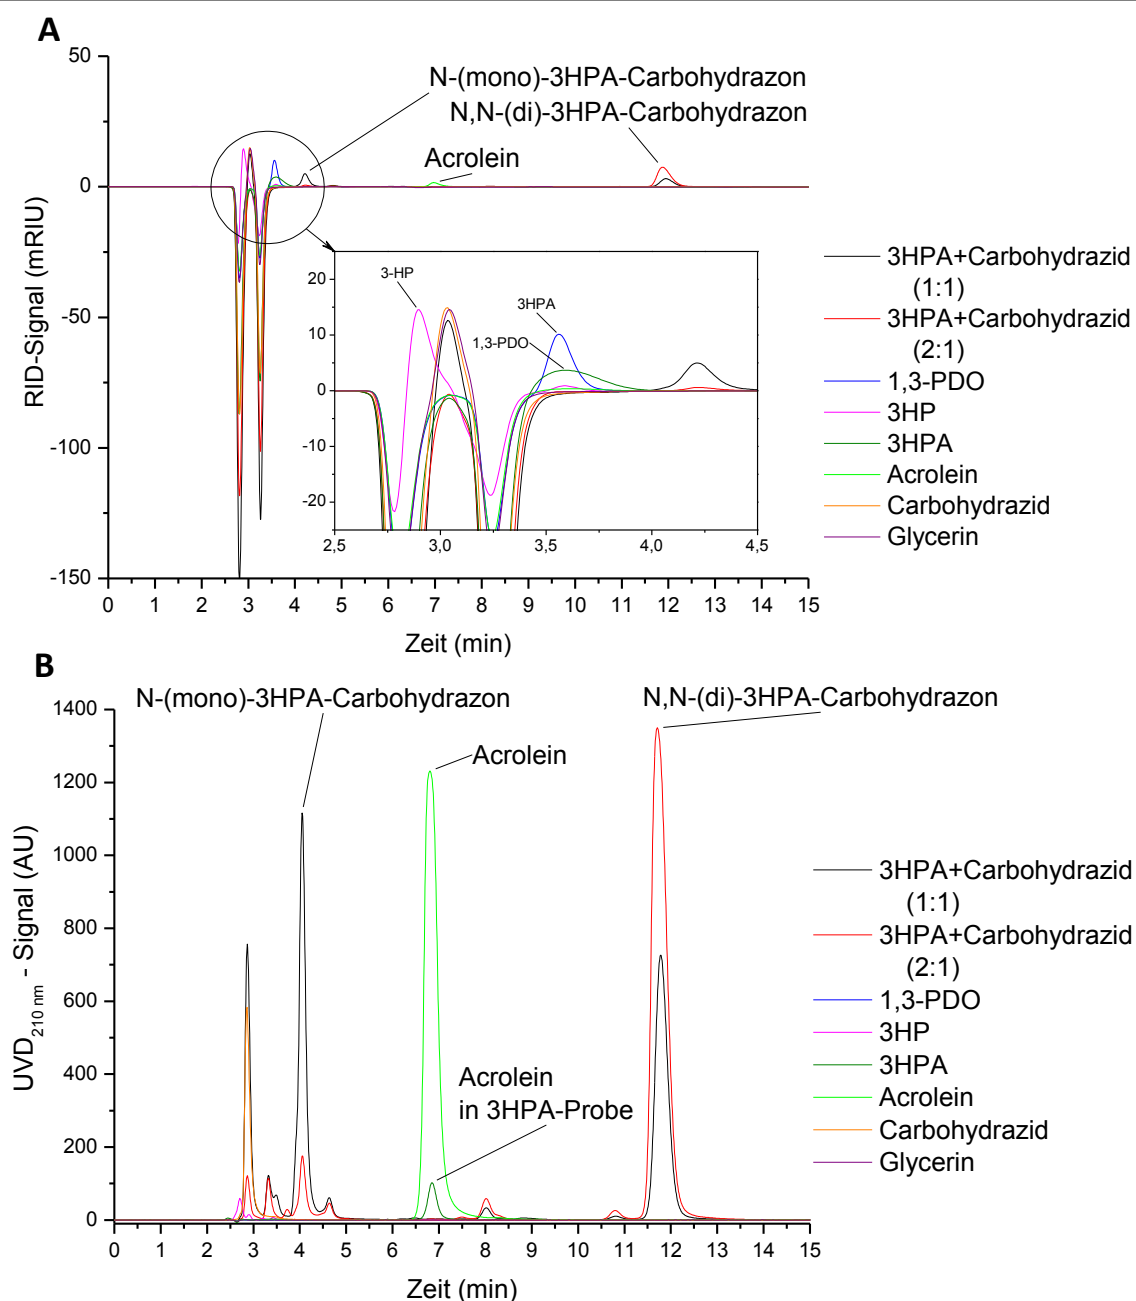 A
50
N-(mono)-3HPA-Carbohydrazon
N,N-(di)-3HPA-Carbohydrazon
Acrolein
0
-50
-100
-150
RID-Signal (mRIU)
20
10
0
-10
-20
3-HP
3HPA
1,3-PDO
2,5 3,0 3,5 4,0 4,5
3HPA+Carbohydrazid
(1:1)
3HPA+Carbohydrazid
(2:1)
1,3-PDO
3HP
3HPA
Acrolein
Carbohydrazid
Glycerin
0 1 2 3 4 5 6 7 8 9 10 11 12 13 14 15
Zeit (min)
B
N-(mono)-3HPA-Carbohydrazon
N,N-(di)-3HPA-Carbohydrazon
1400
1200
1000
800
600
400
200
0
UVD210 nm - Signal (AU)
Acrolein
Acrolein
in 3HPA-Probe
3HPA+Carbohydrazid
(1:1)
3HPA+Carbohydrazid
(2:1)
1,3-PDO
3HP
3HPA
Acrolein
Carbohydrazid
Glycerin
0 1 2 3 4 5 6 7 8 9 10 11 12 13 14 15
Zeit (min)